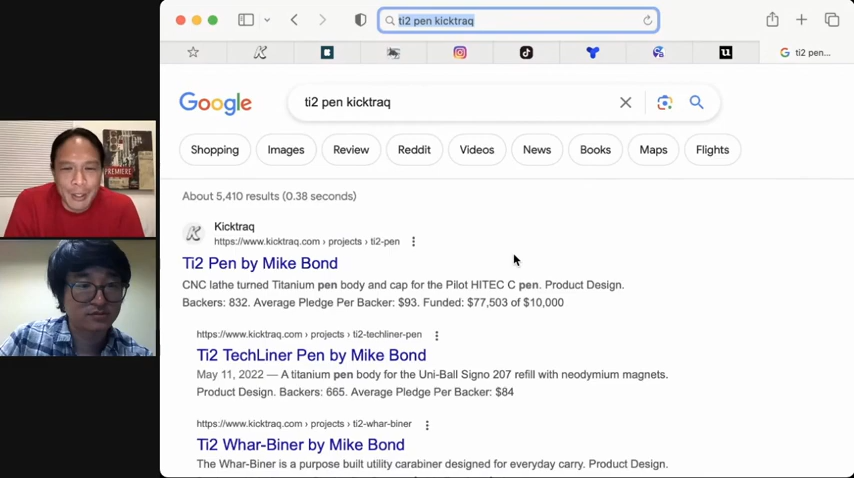 ti2 pen kicktraq
ti2 pen...
Google
ti2 pen kicktraq
Shopping
Images
Review
Reddit
Videos
News
Books
Maps
Flights
About 5,410 results (0.38 seconds)
Kicktraq
https://www.kicktraq.com › projects › ti2-pen
Ti2 Pen by Mike Bond
CNC lathe turned Titanium pen body and cap for the Pilot HITEC C pen. Product Design.
Backers: 832. Average Pledge Per Backer: $93. Funded: $77,503 of $10,000
https://www.kicktraq.com › projects › ti2-techliner-pen
Ti2 TechLiner Pen by Mike Bond
May 11, 2022 — A titanium pen body for the Uni-Ball Signo 207 refill with neodymium magnets.
Product Design. Backers: 665. Average Pledge Per Backer: $84
https://www.kicktraq.com › projects › ti2-whar-biner
Ti2 Whar-Biner by Mike Bond
The Whar-Biner is a purpose built utility carabiner designed for everyday carry. Product Design.
PREMIERE